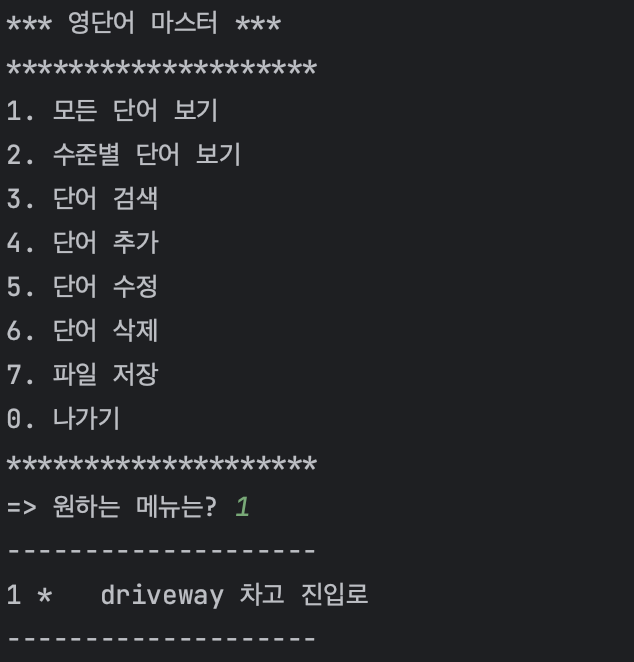 *** 영단어 마스터 ***
********************
1. 모든 단어 보기
2. 수준별 단어 보기
3. 단어 검색
4. 단어 추가
5. 단어 수정
6. 단어 삭제
7. 파일 저장
0. 나가기
********************
=> 원하는 메뉴는? 1
--------------------
1 *   driveway 차고 진입로
--------------------